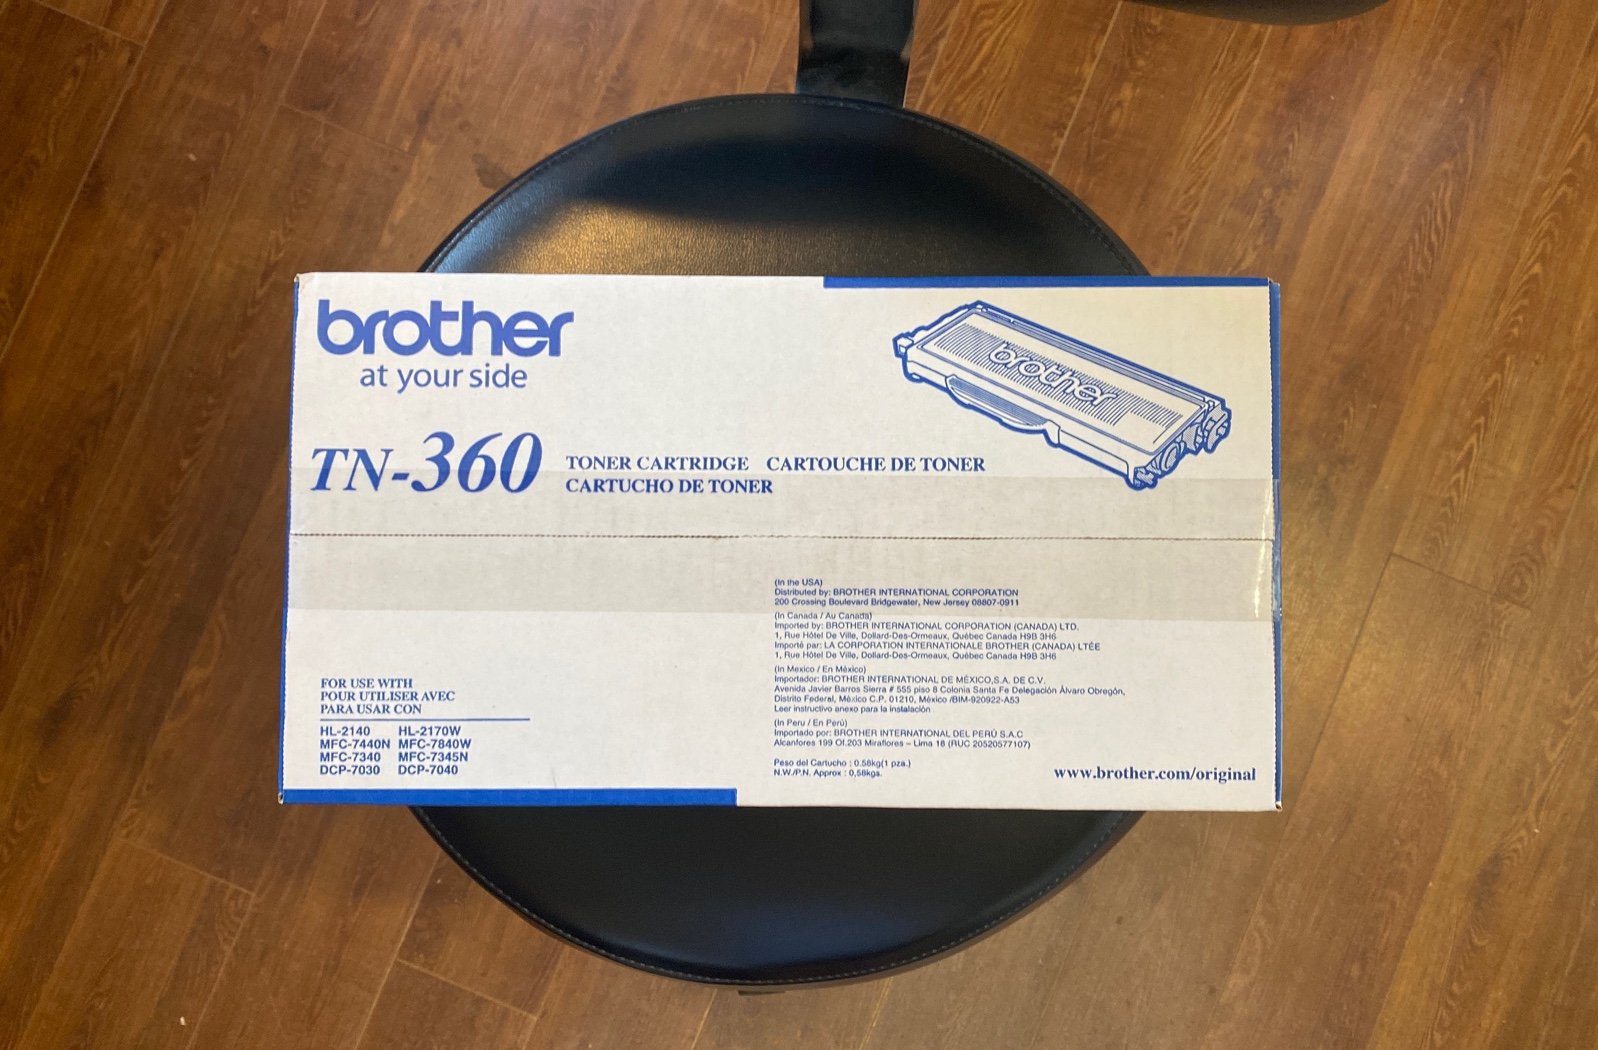 brother
at your side
TN-360 TONER CARTRIDGE CARTOUCHE DE TONER
CARTUCHO DE TONER
brother
(In the USA)
Distributed by: BROTHER INTERNATIONAL CORPORATION
200 Crossing Boulevard Bridgewater, New Jersey 08807-0911
(In Canada / Au Canada)
Imported by: BROTHER INTERNATIONAL CORPORATION (CANADA) LTD.
1, Rue Hôtel De Ville, Dollard-Des-Ormeaux, Québec Canada H9B 3H6
Importé par: LA CORPORATION INTERNATIONALE BROTHER (CANADA) LTÉE
1, Rue Hôtel De Ville, Dollard-Des-Ormeaux, Québec Canada H9B 3H6
(In Mexico / En México)
Importador: BROTHER INTERNATIONAL DE MÉXICO,S.A. DE C.V.
Avenida Javier Barros Sierra # 555 piso 8 Colonia Santa Fe Delegación Álvaro Obregón,
Distrito Federal, México C.P. 01210, México /BIM-920922-A53
Leer instructivo anexo para la instalación
(In Peru / En Perú)
Importado por: BROTHER INTERNATIONAL DEL PERÚ S.A.C
Alcanfores 199 Of.203 Miraflores – Lima 18 (RUC 20520577107)
Peso del Cartucho : 0.58kg(1 pza.)
N.W./P.N. Approx : 0,58kgs.
FOR USE WITH
POUR UTILISER AVEC
PARA USAR CON
HL-2140 HL-2170W
MFC-7440N MFC-7840W
MFC-7340 MFC-7345N
DCP-7030 DCP-7040
www.brother.com/original